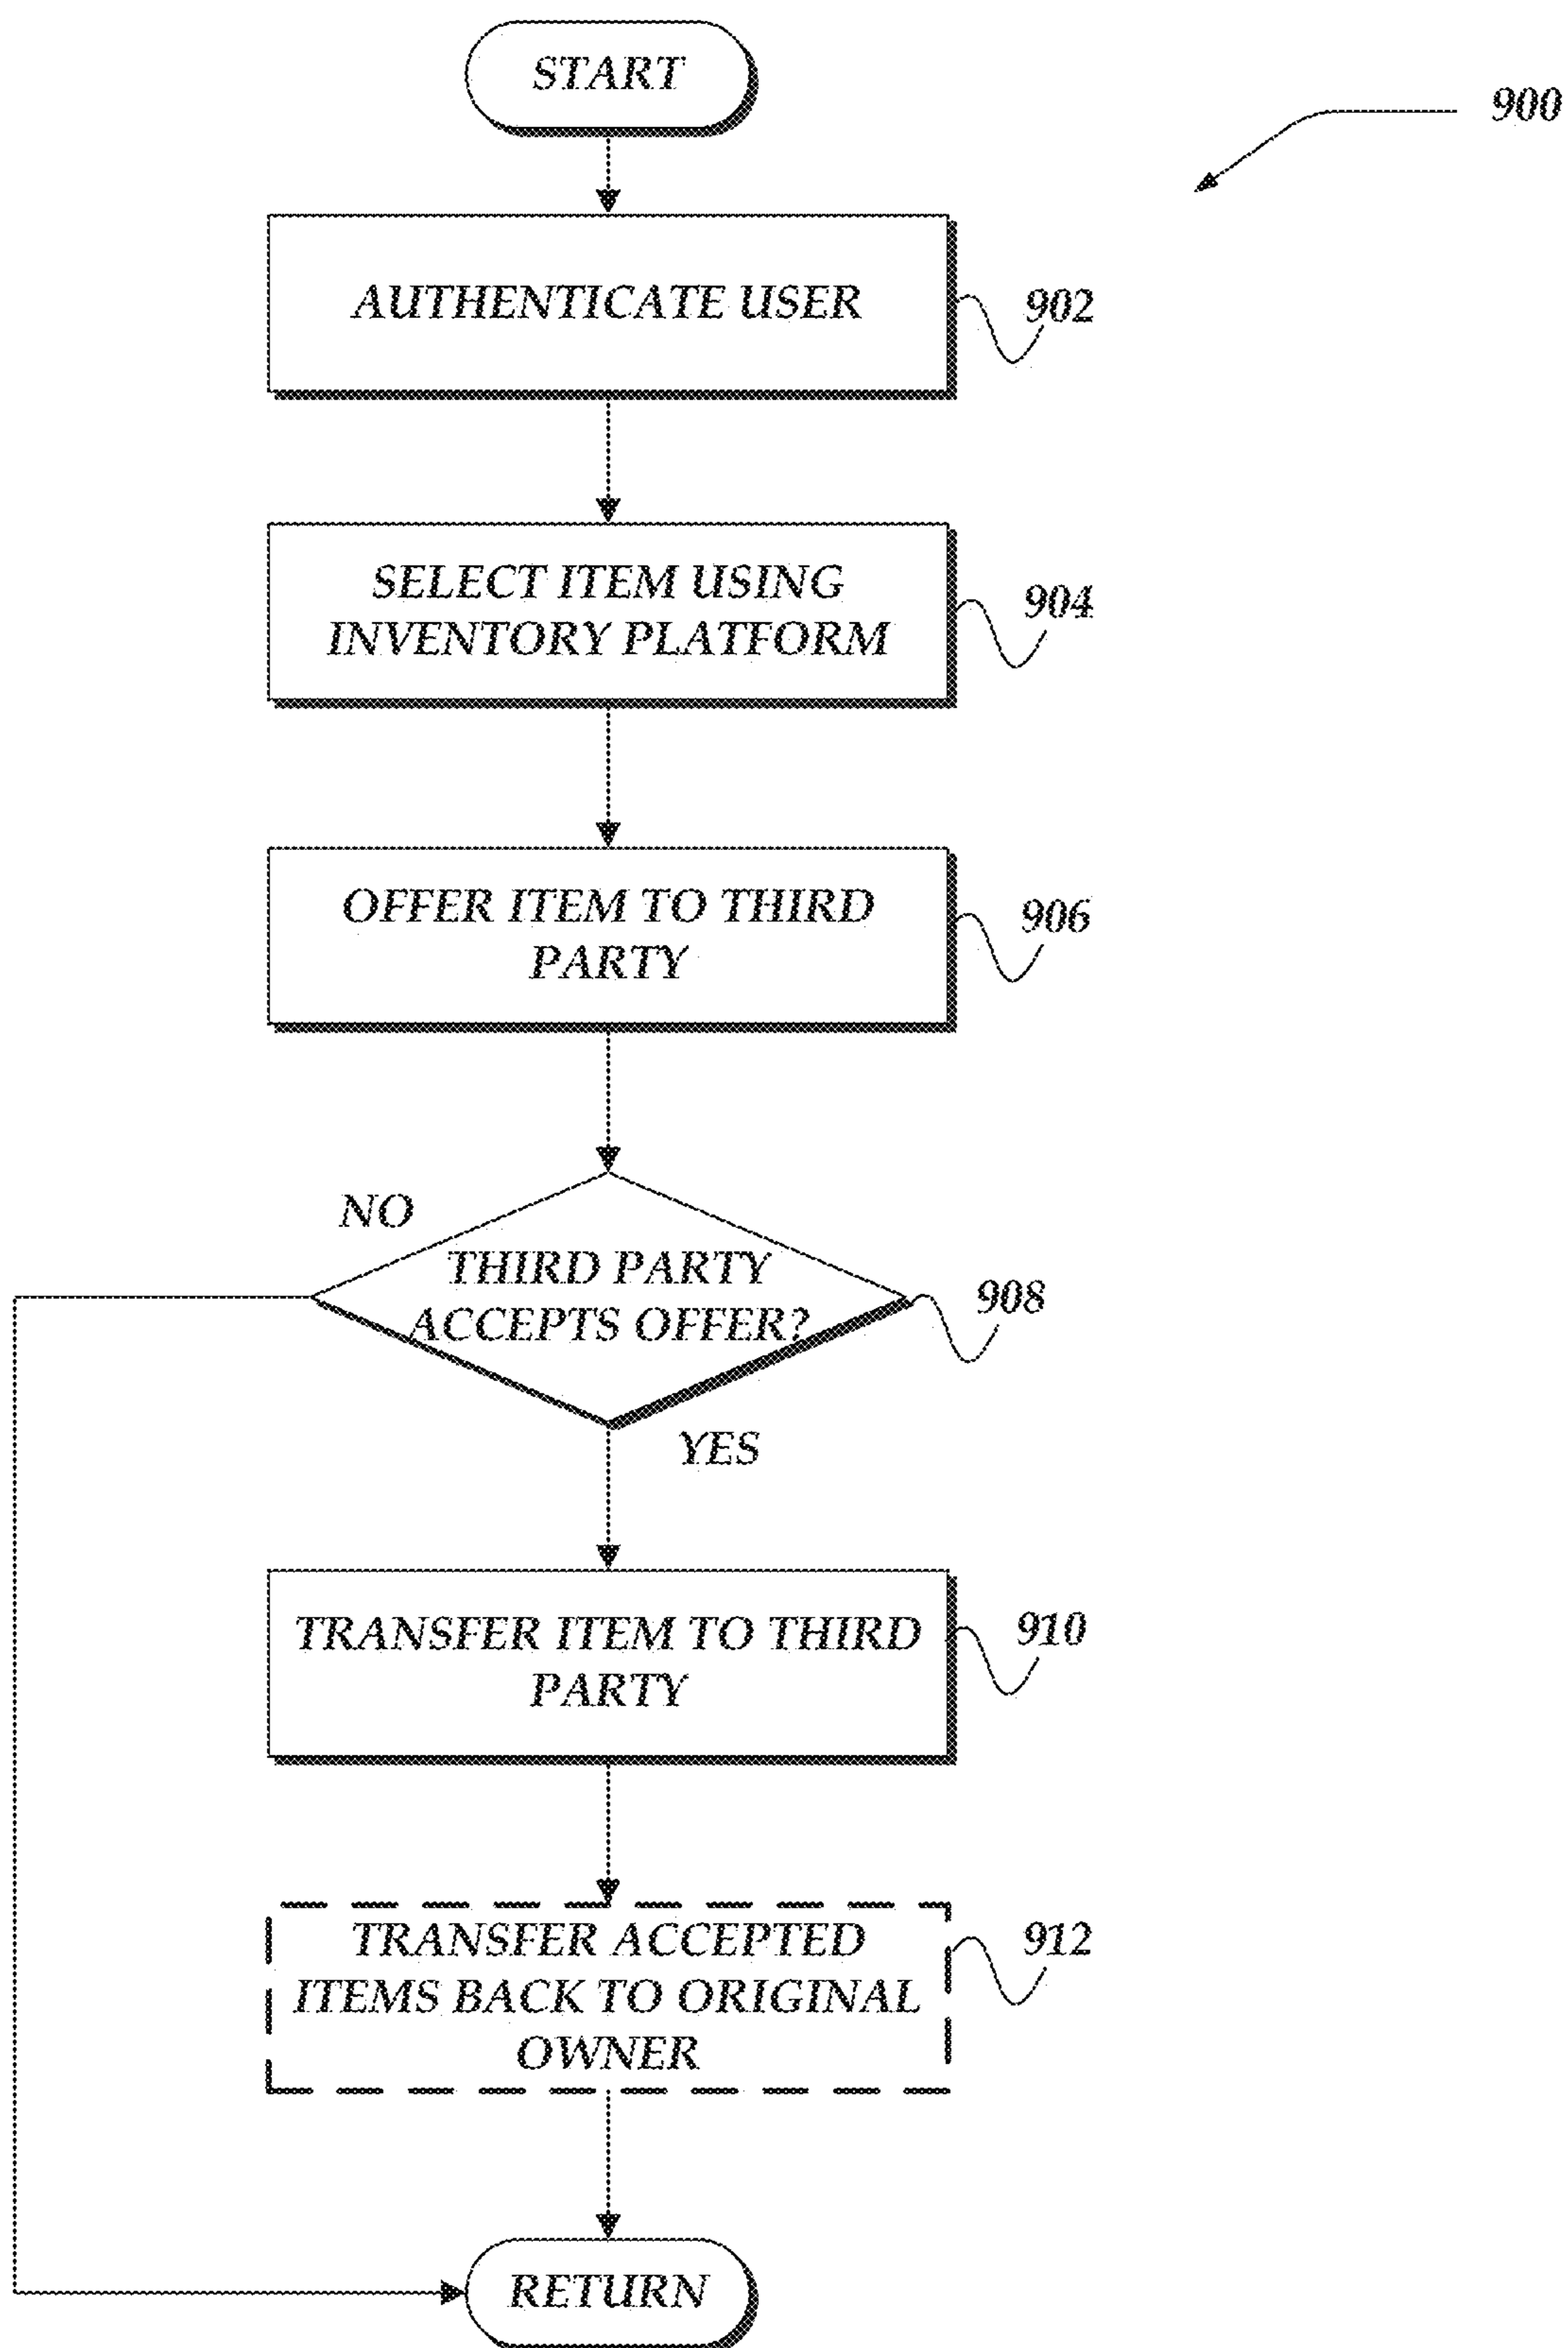 START
900
AUTHENTICATE USER
902
SELECT ITEM USING
INVENTORY PLATFORM
904
OFFER ITEM TO THIRD
PARTY
906
NO
THIRD PARTY
ACCEPTS OFFER?
908
YES
TRANSFER ITEM TO THIRD
PARTY
910
TRANSFER ACCEPTED
ITEMS BACK TO ORIGINAL
OWNER
912
RETURN